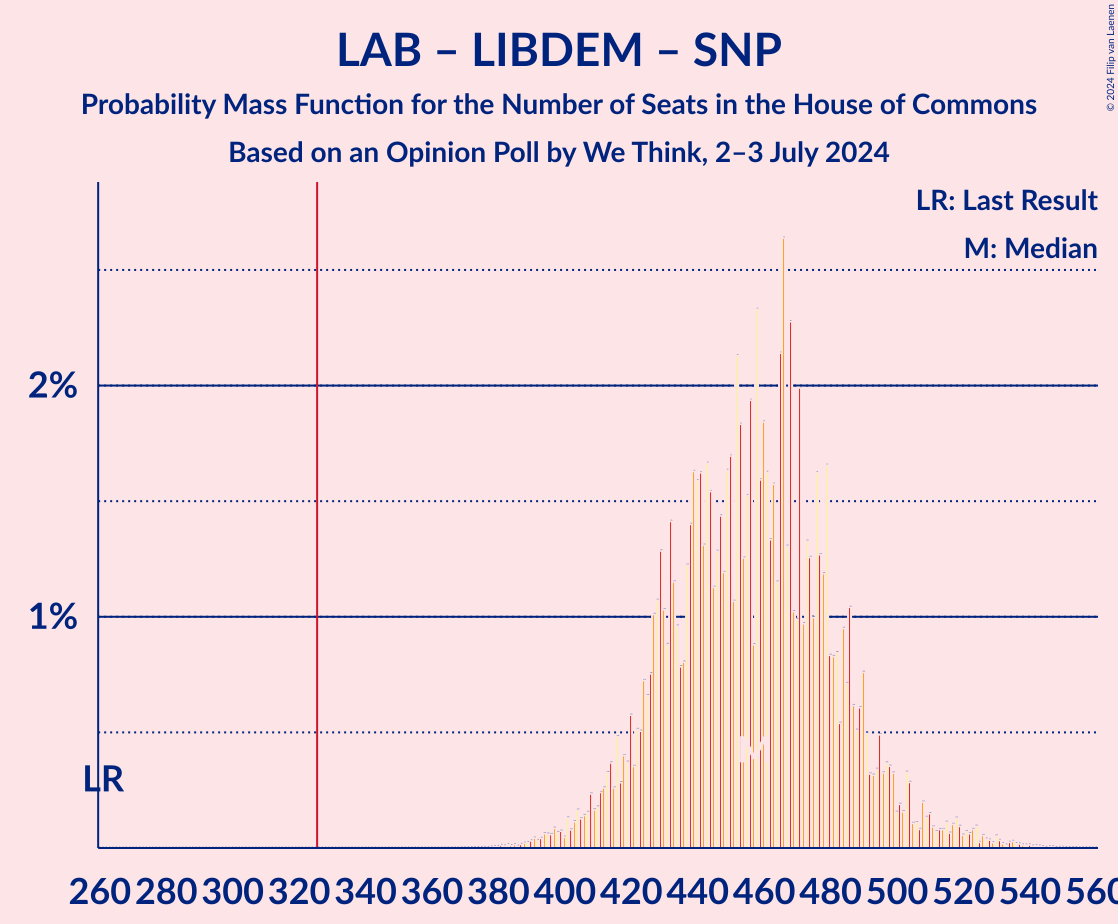 LAB – LIBDEM – SNP
Probability Mass Function for the Number of Seats in the House of Commons
Based on an Opinion Poll by We Think, 2–3 July 2024
© 2024 Filip van Laenen
LR: Last Result
M: Median
2%
1%
LR
M
260 280 300 320 340 360 380 400 420 440 460 480 500 520 540 560